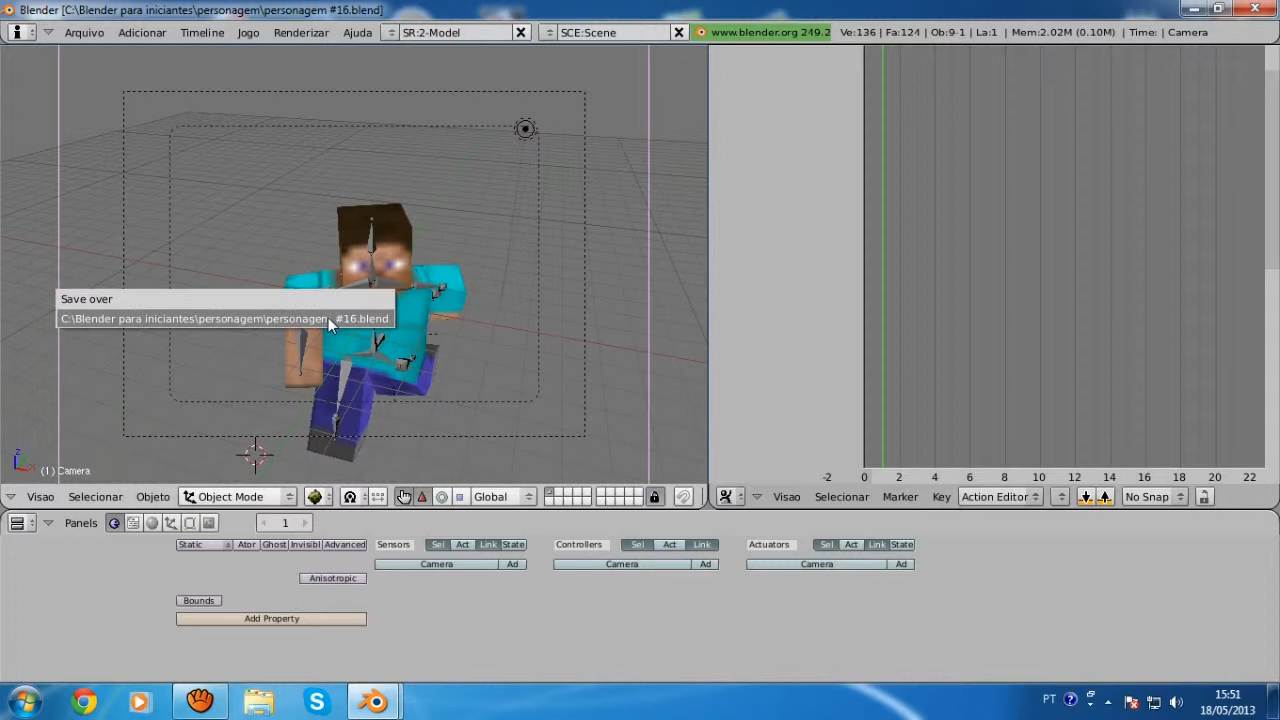 Blender [C:\Blender para iniciantes\personagem\personagem #16.blend]
Arquivo Adicionar Timeline Jogo Renderizar Ajuda SR:2-Model SCE:Scene www.blender.org 249.2 Ve:136 | Fa:124 | Ob:9-1 | La:1 | Mem:2.02M (0.10M) | Time: | Camera
Save over
C:\Blender para iniciantes\personagem\personagem #16.blend
Z
X
(1) Camera
-2 0 2 4 6 8 10 12 14 16 18 20 22
Visao Selecionar Objeto Object Mode Global Visao Selecionar Marker Key Action Editor No Snap
Panels 1
Static Ator Ghost Invisibl Advanced Sensors Sel Act Link State Controllers Sel Act Link Actuators Sel Act Link State
Camera Ad Camera Ad Camera Ad
Anisotropic
Bounds
Add Property
PT 15:51
18/05/2013